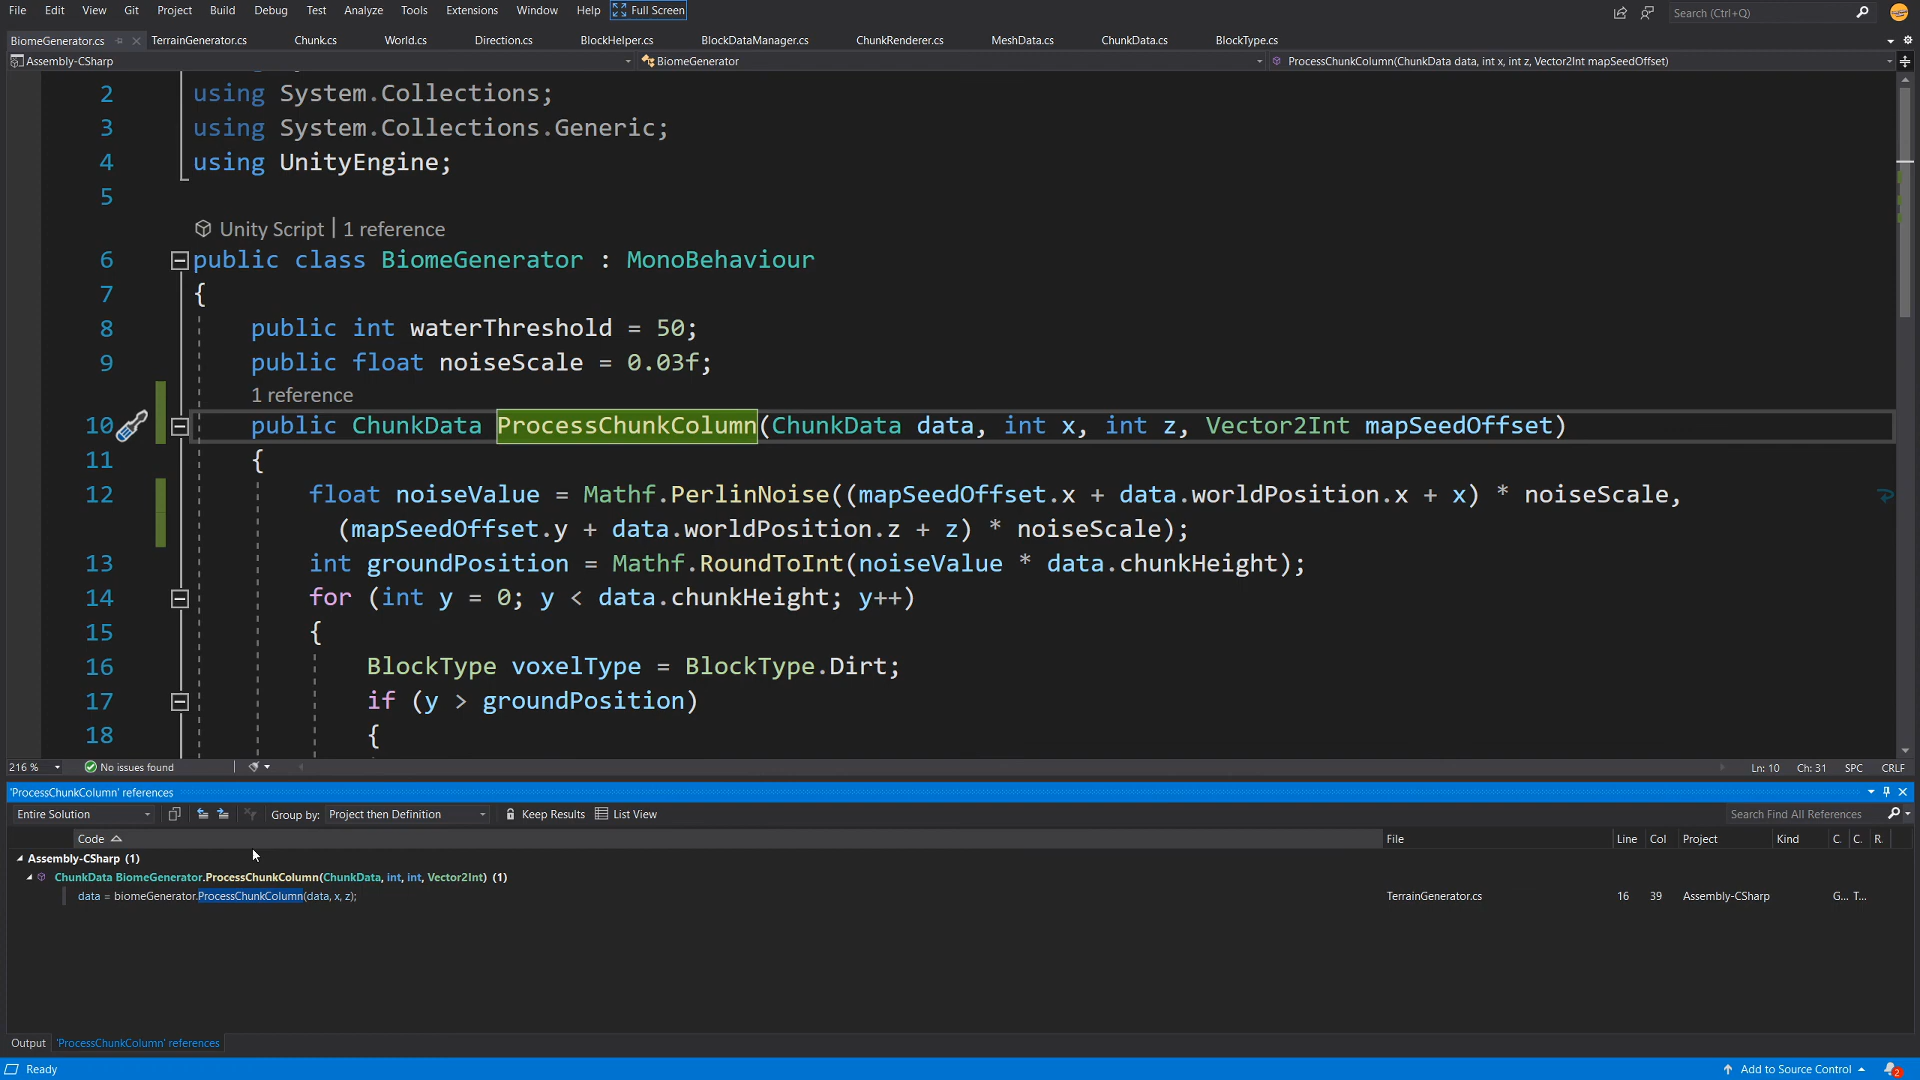 File Edit View Git Project Build Debug Test Analyze Tools Extensions Window Help Full Screen Search (Ctrl+Q)
BiomeGenerator.cs TerrainGenerator.cs Chunk.cs World.cs Direction.cs BlockHelper.cs BlockDataManager.cs ChunkRenderer.cs MeshData.cs ChunkData.cs BlockType.cs
Assembly-CSharp BiomeGenerator ProcessChunkColumn(ChunkData data, int x, int z, Vector2Int mapSeedOffset)
2 using System.Collections;
3 using System.Collections.Generic;
4 using UnityEngine;
5
Unity Script | 1 reference
6 public class BiomeGenerator : MonoBehaviour
7 {
8 public int waterThreshold = 50;
9 public float noiseScale = 0.03f;
1 reference
10 public ChunkData ProcessChunkColumn(ChunkData data, int x, int z, Vector2Int mapSeedOffset)
11 {
12 float noiseValue = Mathf.PerlinNoise((mapSeedOffset.x + data.worldPosition.x + x) * noiseScale,
(mapSeedOffset.y + data.worldPosition.z + z) * noiseScale);
13 int groundPosition = Mathf.RoundToInt(noiseValue * data.chunkHeight);
14 for (int y = 0; y < data.chunkHeight; y++)
15 {
16 BlockType voxelType = BlockType.Dirt;
17 if (y > groundPosition)
18 {
216 % No issues found Ln: 10 Ch: 31 SPC CRLF
'ProcessChunkColumn' references
Entire Solution Group by: Project then Definition Keep Results List View Search Find All References
Code File Line Col Project Kind C. C. R.
Assembly-CSharp (1)
ChunkData BiomeGenerator.ProcessChunkColumn(ChunkData, int, int, Vector2Int) (1)
data = biomeGenerator.ProcessChunkColumn(data, x, z); TerrainGenerator.cs 16 39 Assembly-CSharp G... T...
Output 'ProcessChunkColumn' references
Ready Add to Source Control 2